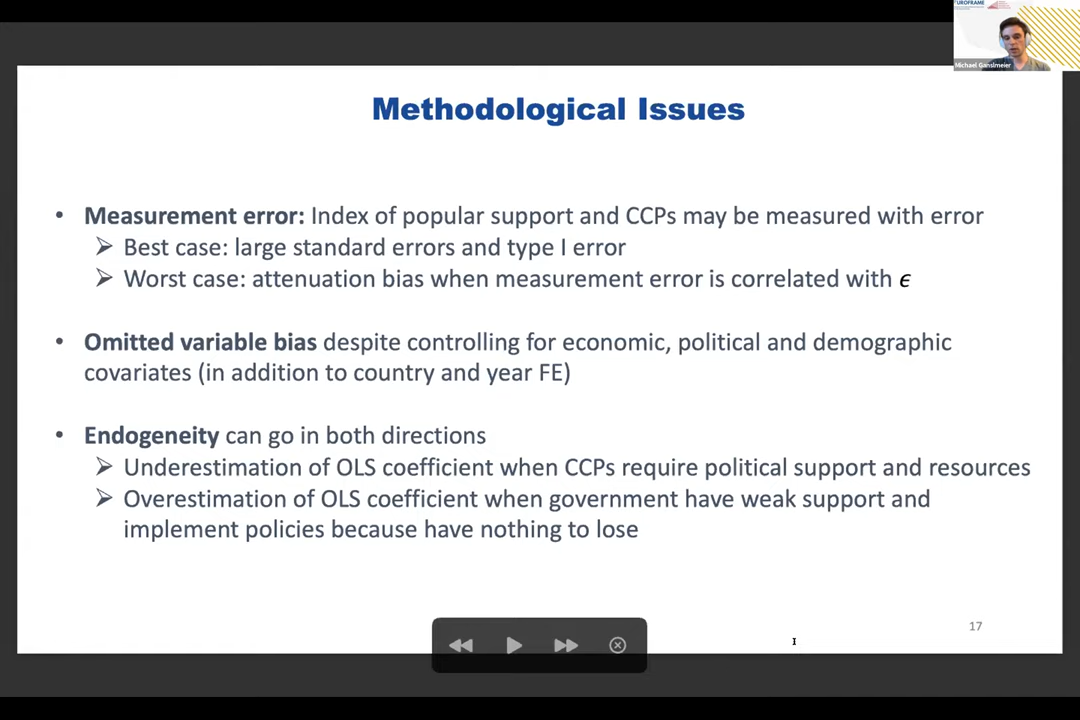 UROFRAME
Michael Ganslmeier
Methodological Issues
• Measurement error: Index of popular support and CCPs may be measured with error
➢ Best case: large standard errors and type I error
➢ Worst case: attenuation bias when measurement error is correlated with ϵ
• Omitted variable bias despite controlling for economic, political and demographic
covariates (in addition to country and year FE)
• Endogeneity can go in both directions
➢ Underestimation of OLS coefficient when CCPs require political support and resources
➢ Overestimation of OLS coefficient when government have weak support and
implement policies because have nothing to lose
17